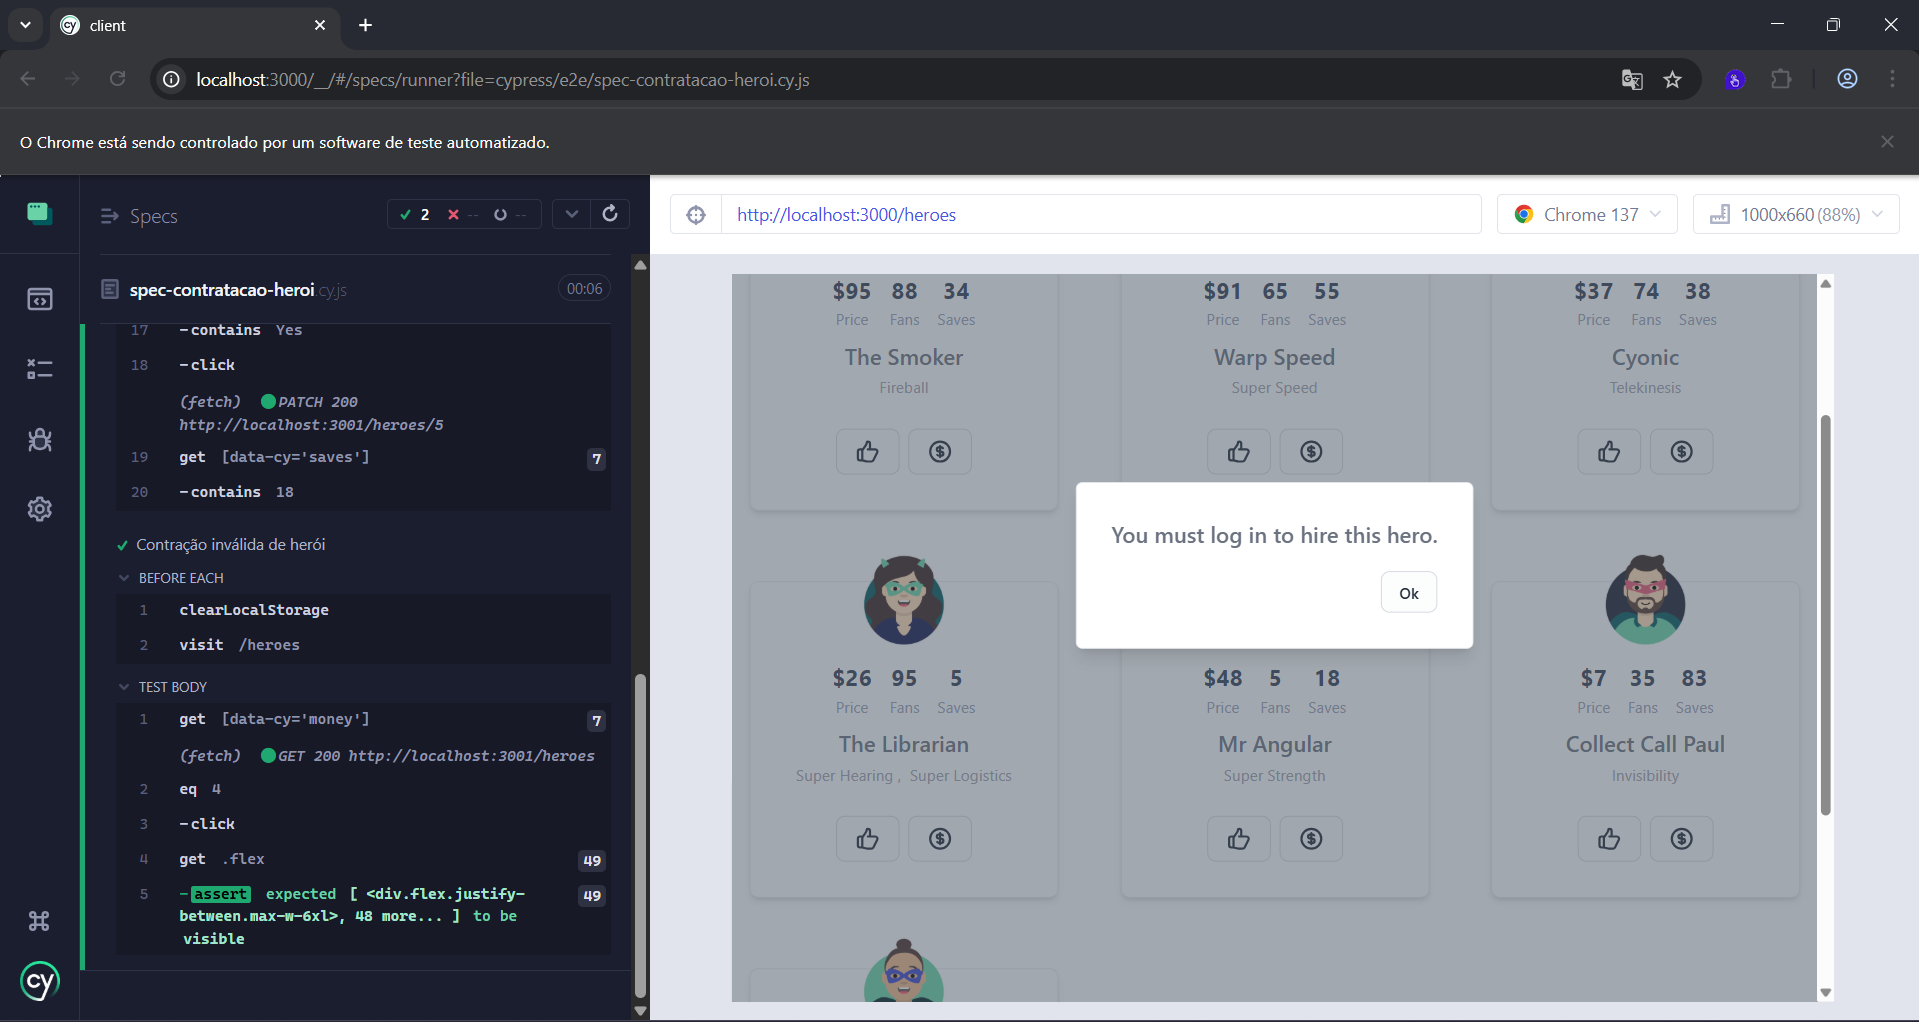 client
localhost:3000/__/#/specs/runner?file=cypress/e2e/spec-contratacao-heroi.cy.js
O Chrome está sendo controlado por um software de teste automatizado.
Specs
2 -- --
spec-contratacao-heroi.cy.js 00:06
17 -contains Yes
18 -click
(fetch) PATCH 200
http://localhost:3001/heroes/5
19 get [data-cy='saves'] 7
20 -contains 18
Contração inválida de herói
BEFORE EACH
1 clearLocalStorage
2 visit /heroes
TEST BODY
1 get [data-cy='money'] 7
(fetch) GET 200 http://localhost:3001/heroes
2 eq 4
3 -click
4 get .flex 49
5 -assert expected [ <div.flex.justify- 49
between.max-w-6xl>, 48 more... ] to be
visible
cy
http://localhost:3000/heroes
Chrome 137
1000x660 (88%)
$95 88 34 $91 65 55 $37 74 38
Price Fans Saves Price Fans Saves Price Fans Saves
The Smoker Warp Speed Cyonic
Fireball Super Speed Telekinesis
You must log in to hire this hero.
Ok
$26 95 5 $48 5 18 $7 35 83
Price Fans Saves Price Fans Saves Price Fans Saves
The Librarian Mr Angular Collect Call Paul
Super Hearing , Super Logistics Super Strength Invisibility